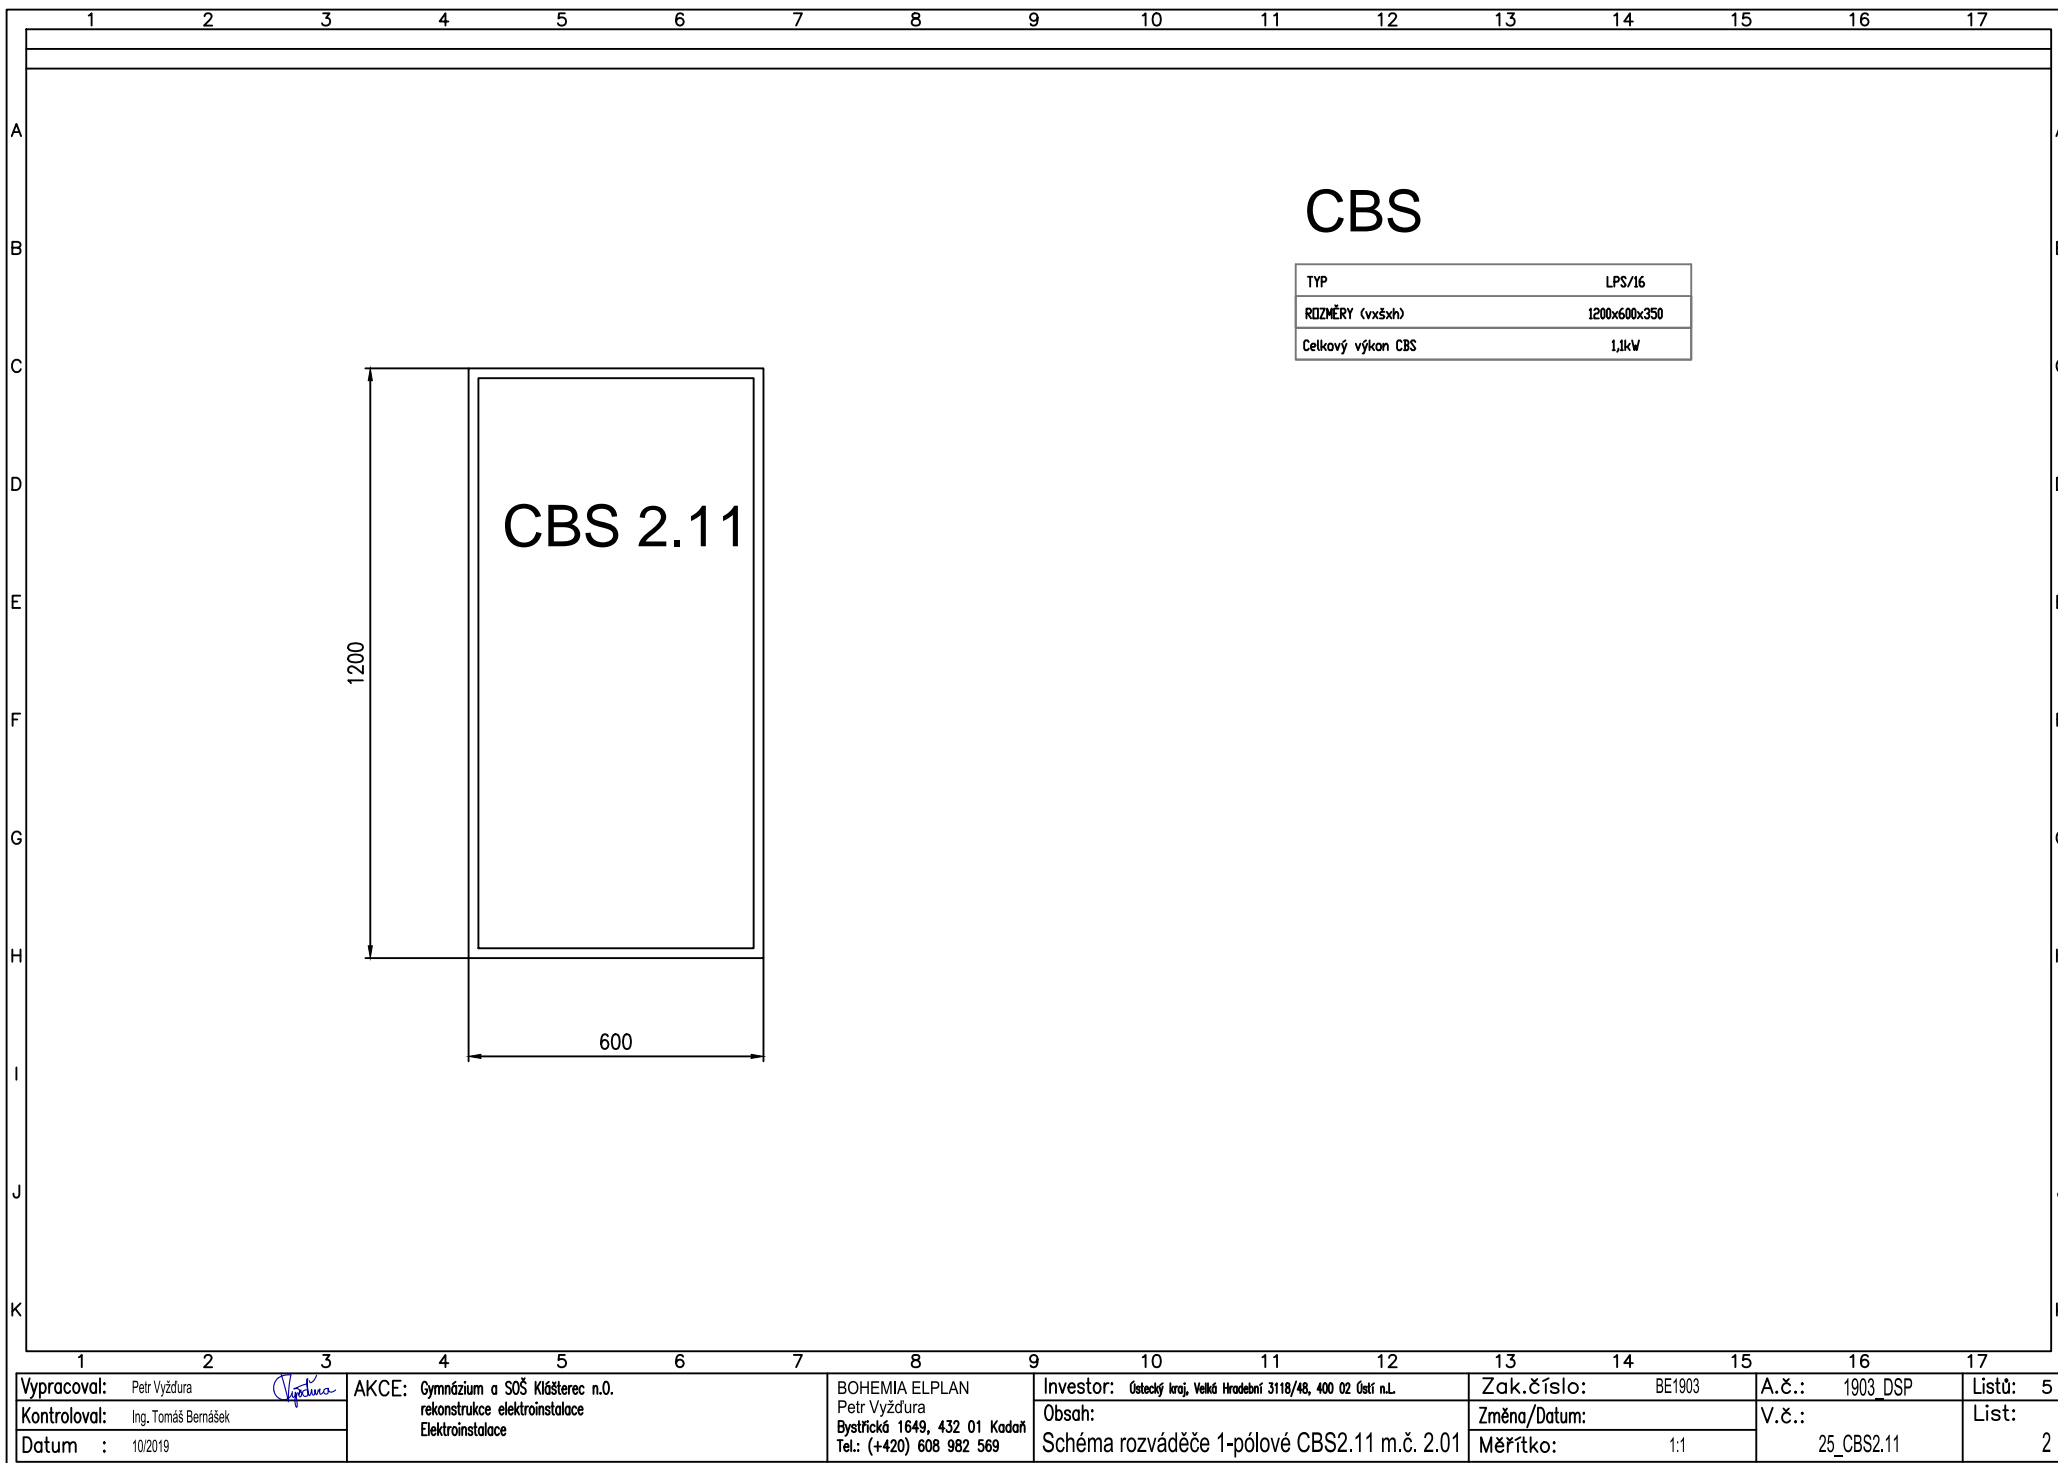 1 2 3 4 5 6 7 8 9 10 11 12 13 14 15 16 17
A
CBS
B
TYP LPS/16
ROZMĚRY (vxšxh) 1200x600x350
Celkový výkon CBS 1,1kW
C
D
CBS 2.11
E
1200
F
G
H
600
I
J
K
1 2 3 4 5 6 7 8 9 10 11 12 13 14 15 16 17
Vypracoval: Petr Vyžďura
Kontroloval: Ing. Tomáš Bernášek
Datum : 10/2019
AKCE: Gymnázium a SOŠ Klášterec n.O.
rekonstrukce elektroinstalace
Elektroinstalace
BOHEMIA ELPLAN
Petr Vyžďura
Bystřická 1649, 432 01 Kadaň
Tel.: (+420) 608 982 569
Investor: Ústecký kraj, Velká Hradební 3118/48, 400 02 Ústí n.L.
Obsah:
Schéma rozváděče 1-pólové CBS2.11 m.č. 2.01
Zak.číslo: BE1903
Změna/Datum:
Měřítko: 1:1
A.č.: 1903_DSP
V.č.:
25_CBS2.11
Listů: 5
List:
2